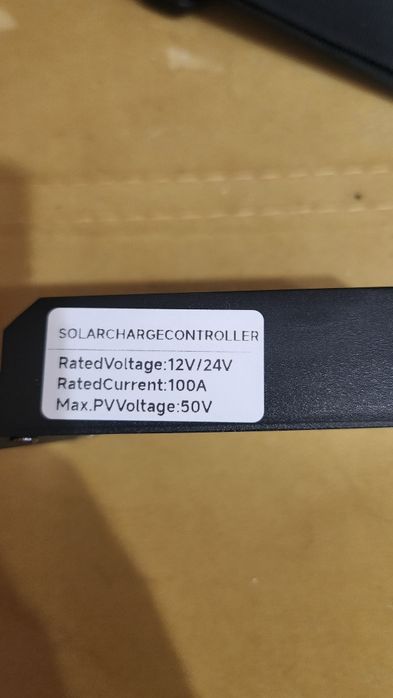 SOLARCHARGECONTROLLER
RatedVoltage:12V/24V
RatedCurrent:100A
Max.PVVoltage:50V